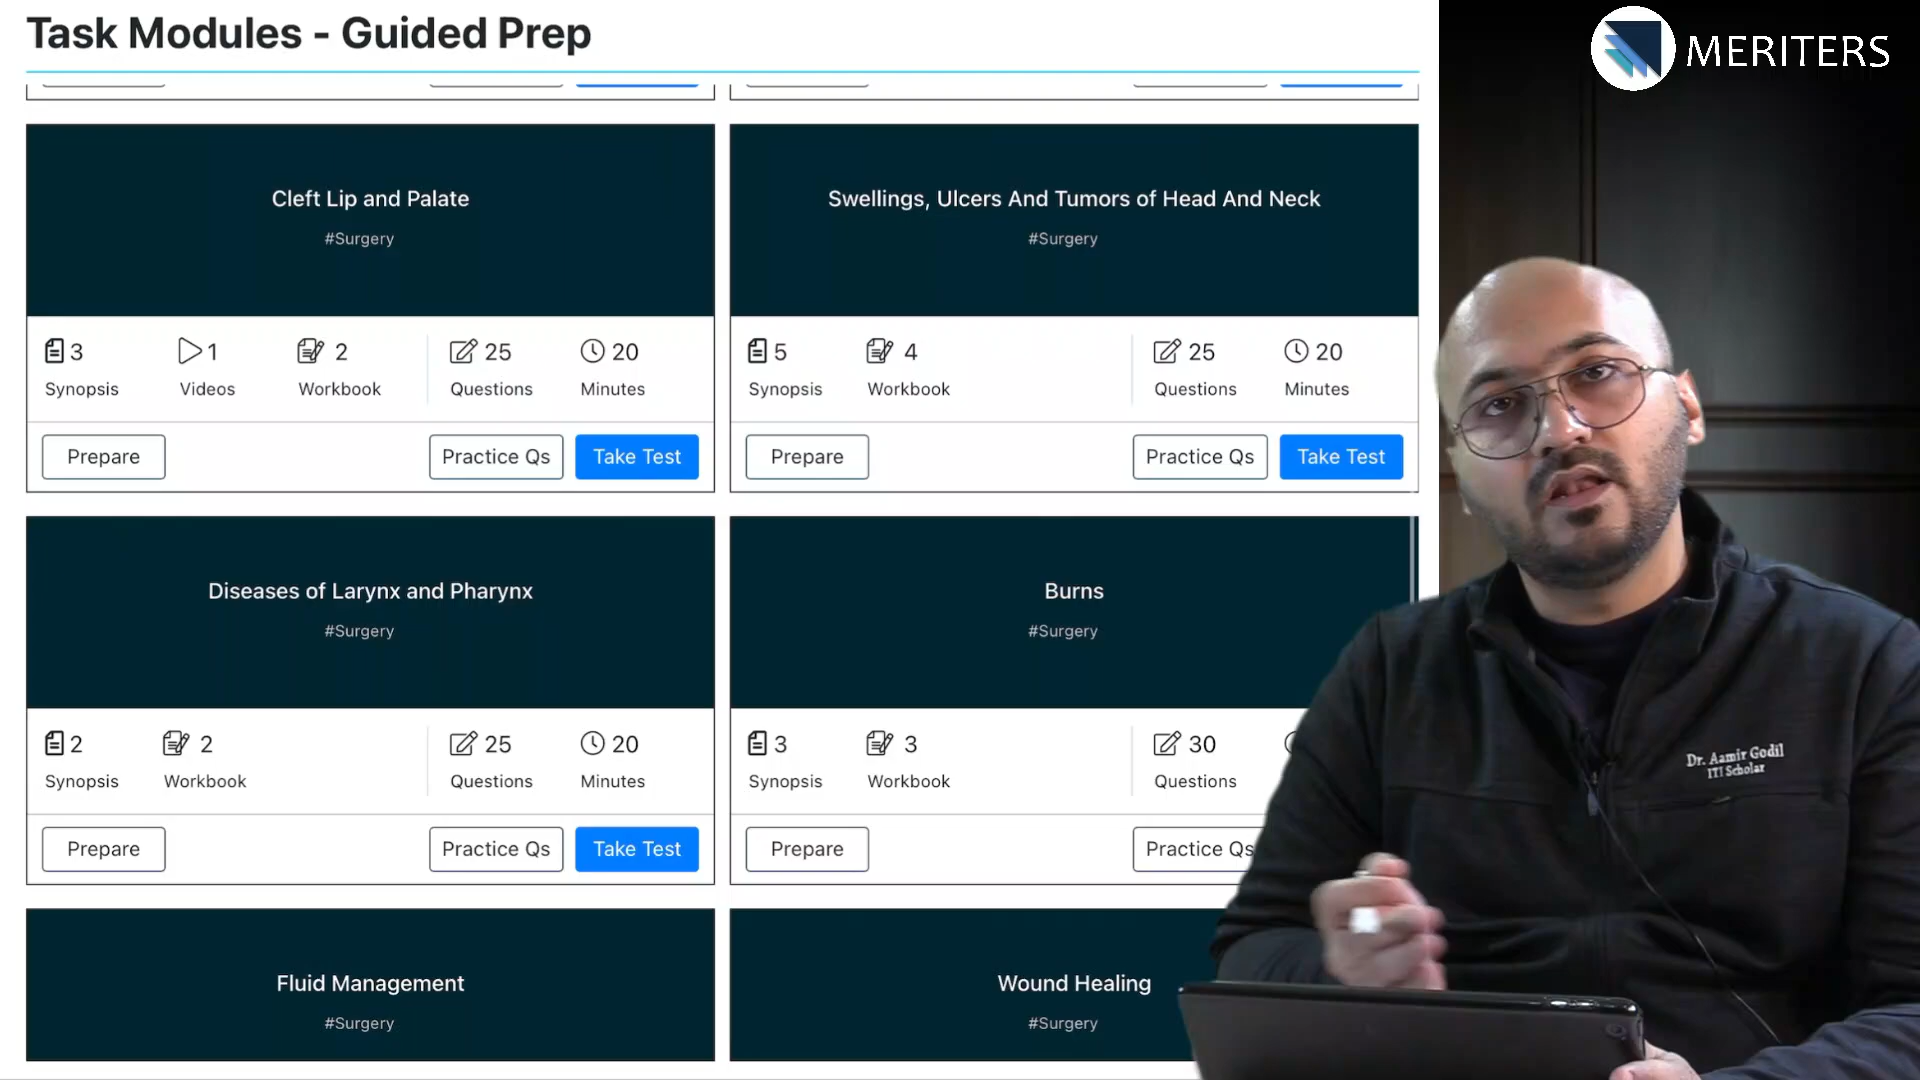 Task Modules - Guided Prep
MERITERS
Cleft Lip and Palate
#Surgery
3
1
2
25
20
Synopsis
Videos
Workbook
Questions
Minutes
Prepare
Practice Qs
Take Test
Swellings, Ulcers And Tumors of Head And Neck
#Surgery
5
4
25
20
Synopsis
Workbook
Questions
Minutes
Prepare
Practice Qs
Take Test
Diseases of Larynx and Pharynx
#Surgery
2
2
25
20
Synopsis
Workbook
Questions
Minutes
Prepare
Practice Qs
Take Test
Burns
#Surgery
3
3
30
Synopsis
Workbook
Questions
Prepare
Practice Qs
Dr. Aamir Godil
ITI Scholar
Fluid Management
#Surgery
Wound Healing
#Surgery